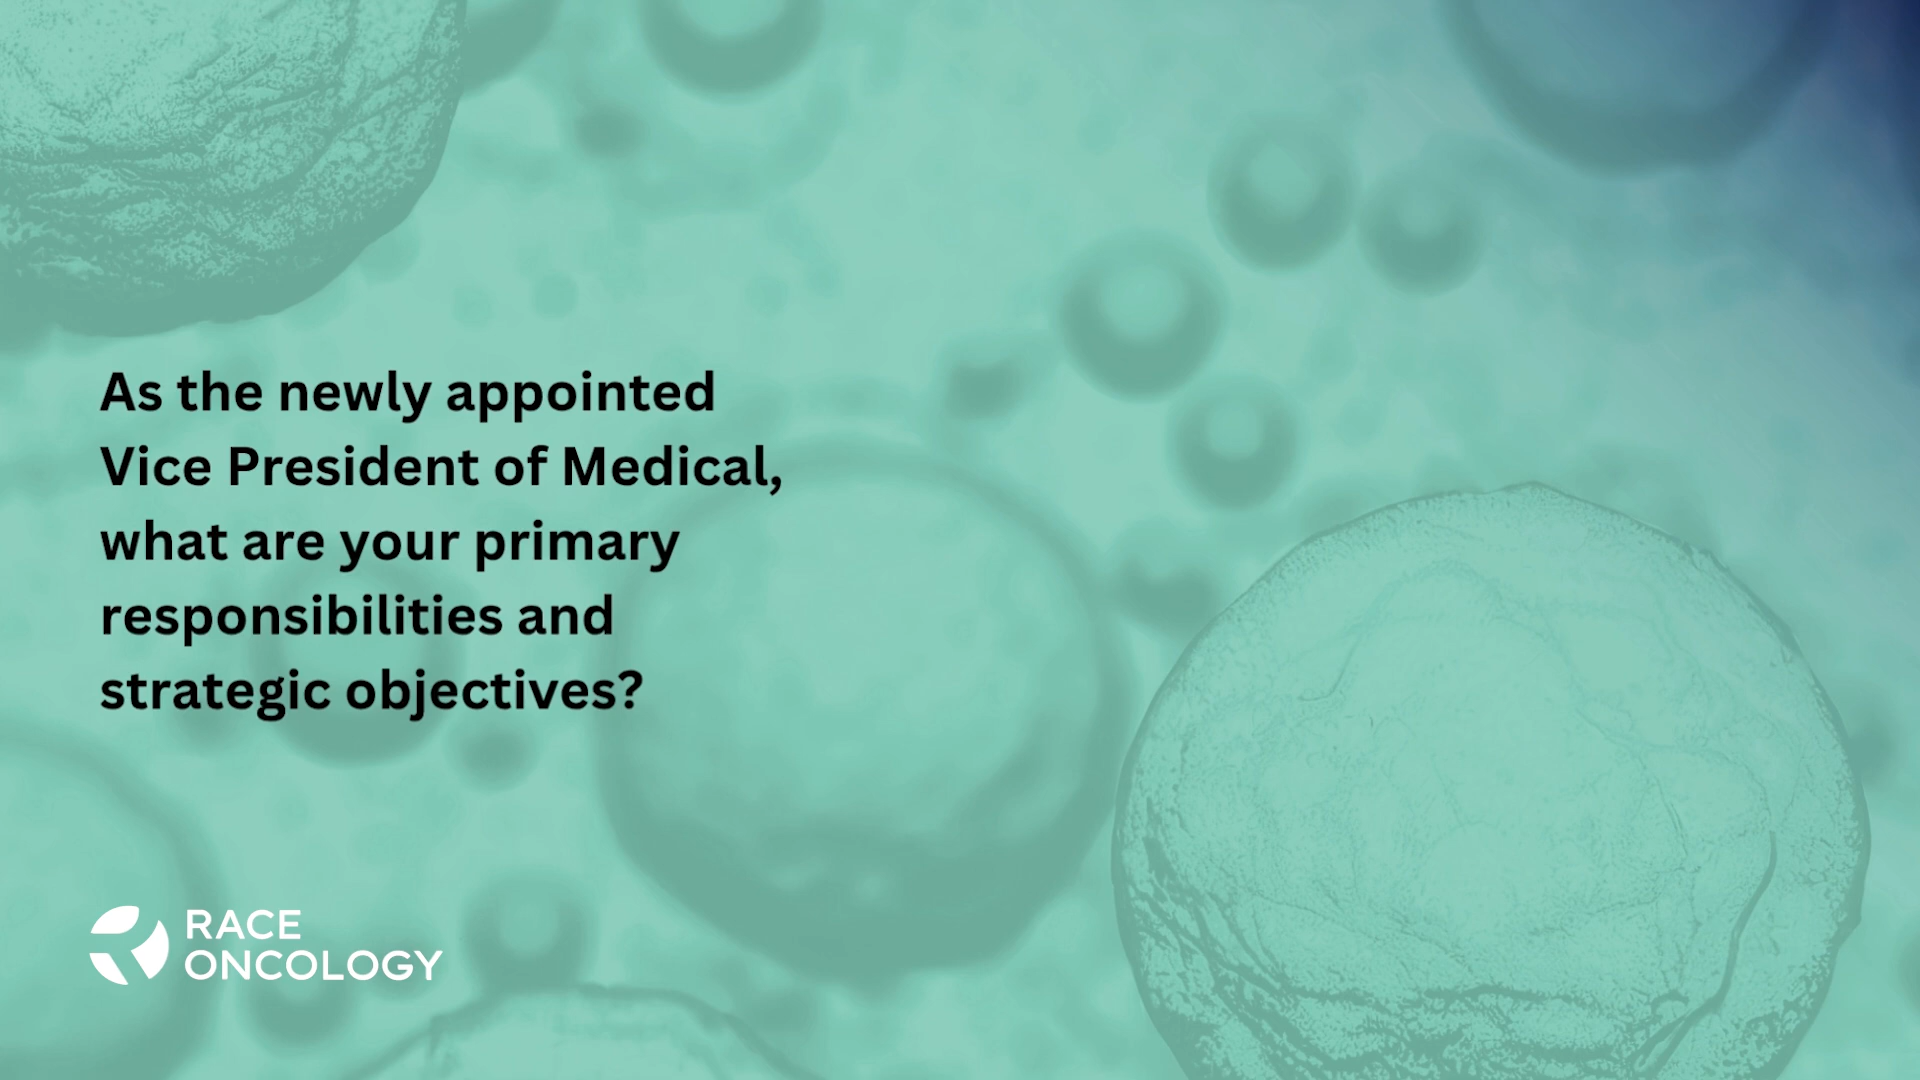 As the newly appointed
Vice President of Medical,
what are your primary
responsibilities and
strategic objectives?
RACE
ONCOLOGY